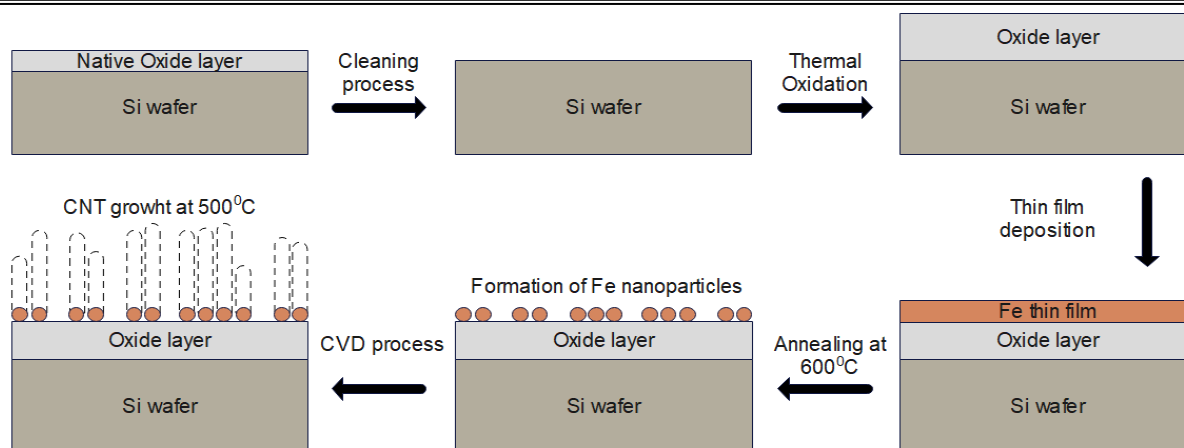 Native Oxide layer
Si wafer
Cleaning
process
Si wafer
Thermal
Oxidation
Oxide layer
Si wafer
Thin film
deposition
Fe thin film
Oxide layer
Si wafer
Annealing at
600⁰C
Formation of Fe nanoparticles
Oxide layer
Si wafer
CVD process
CNT growht at 500⁰C
Oxide layer
Si wafer